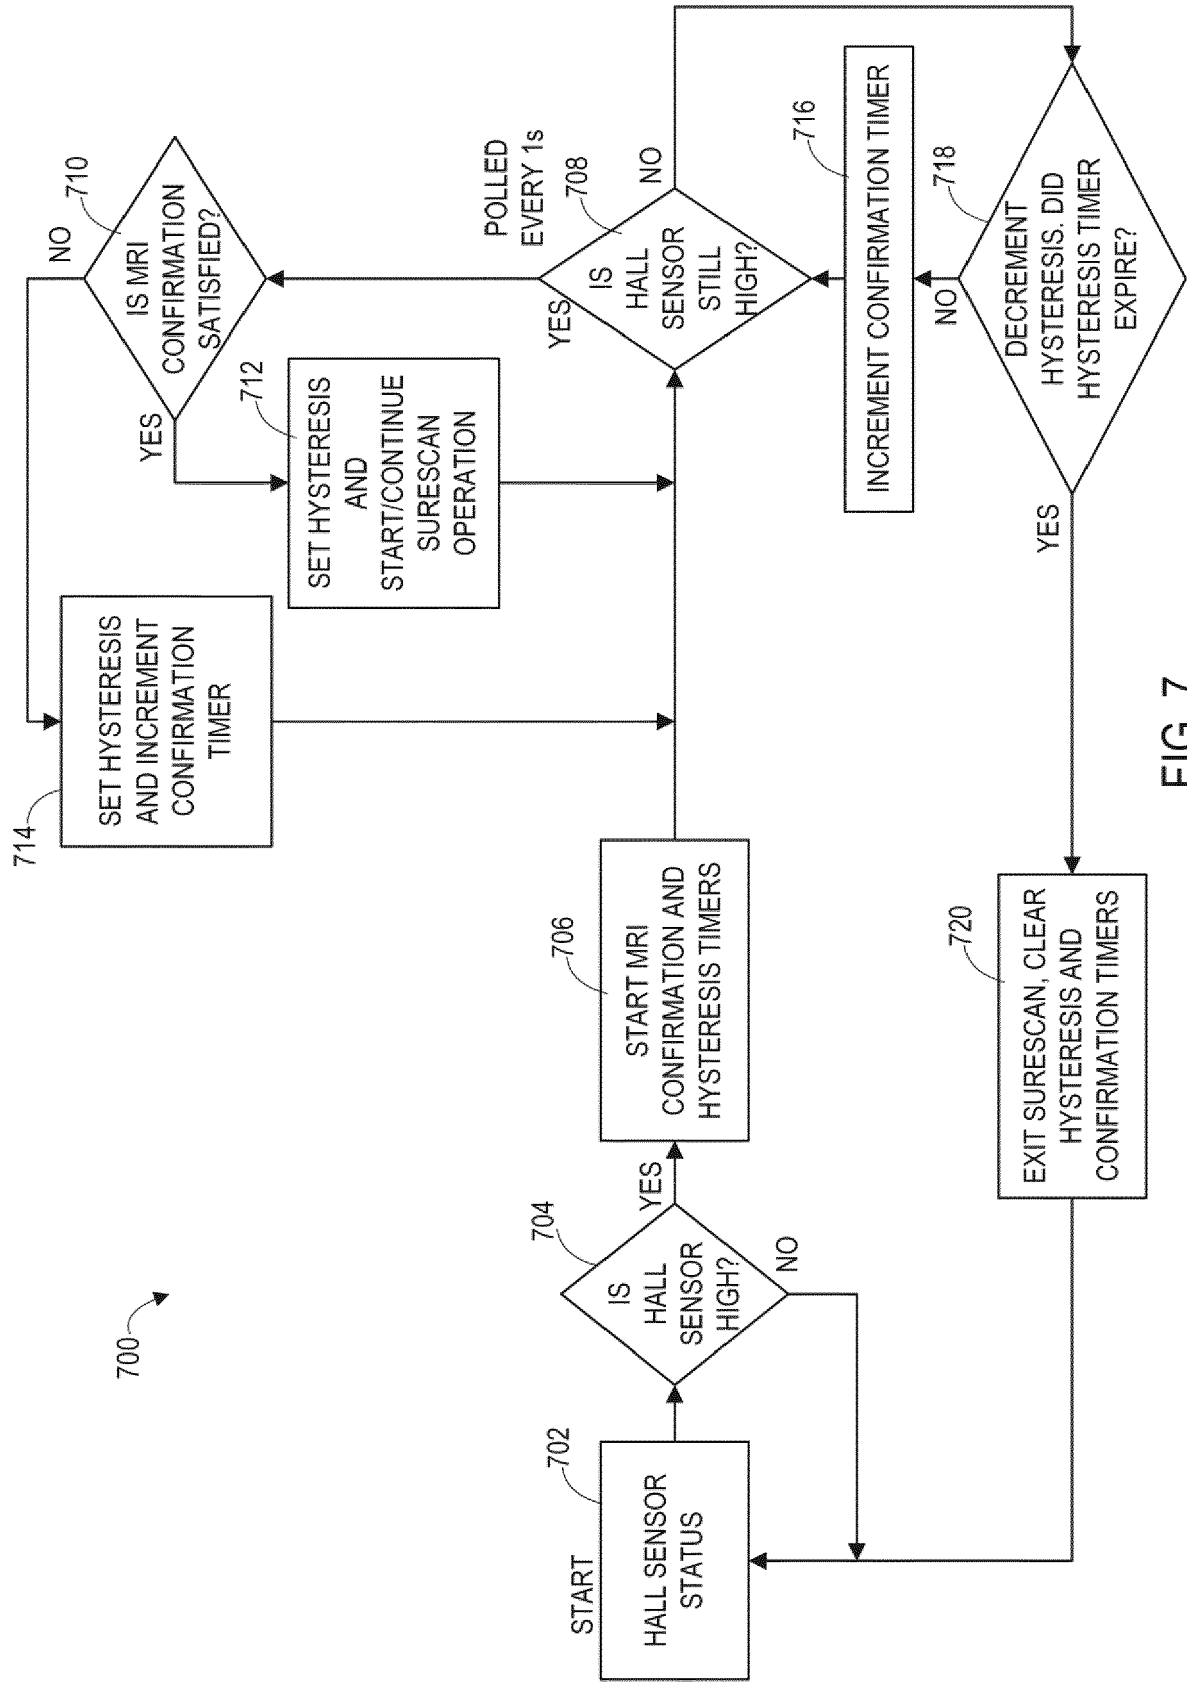 700
START
702
HALL SENSOR
STATUS
704
IS
HALL
SENSOR
HIGH?
YES
NO
706
START MRI
CONFIRMATION AND
HYSTERESIS TIMERS
POLLED
EVERY 1s
708
IS
HALL
SENSOR
STILL
HIGH?
YES
NO
710
IS MRI
CONFIRMATION
SATISFIED?
NO
YES
712
SET HYSTERESIS
AND
START/CONTINUE
SURESCAN
OPERATION
714
SET HYSTERESIS
AND INCREMENT
CONFIRMATION
TIMER
716
INCREMENT CONFIRMATION TIMER
718
DECREMENT
HYSTERESIS. DID
HYSTERESIS TIMER
EXPIRE?
NO
YES
720
EXIT SURESCAN, CLEAR
HYSTERESIS AND
CONFIRMATION TIMERS
FIG. 7